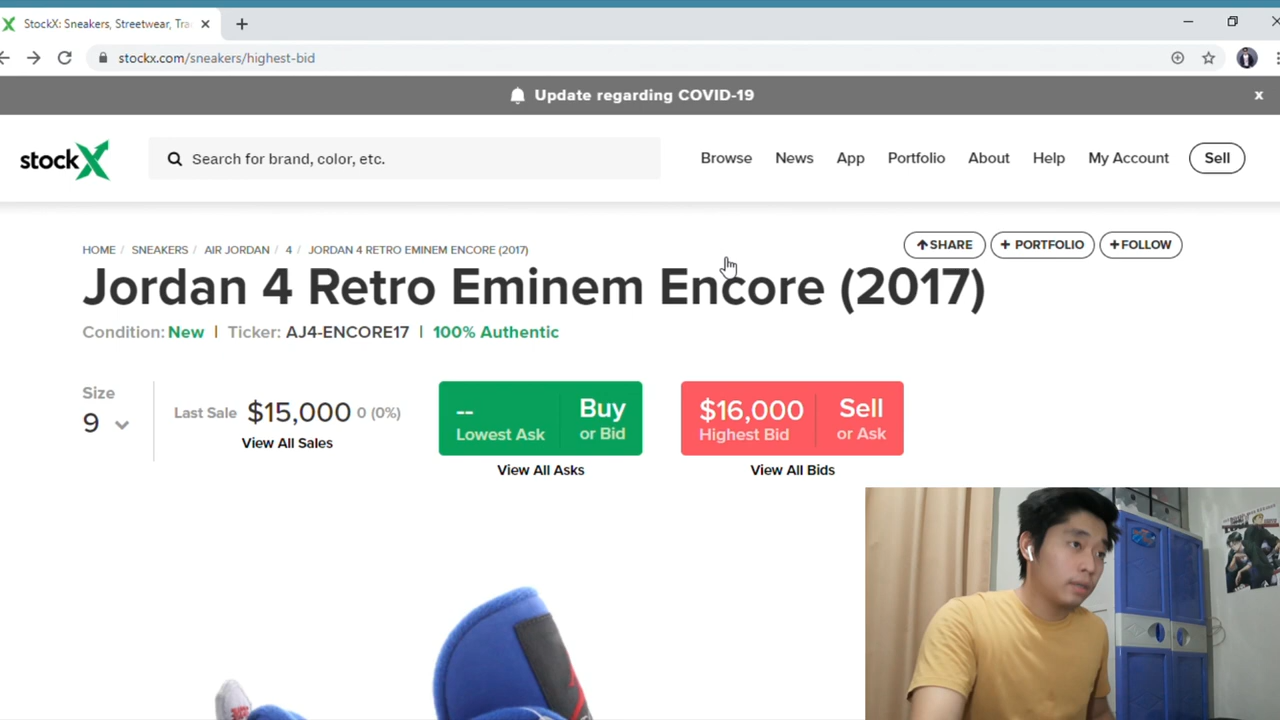 StockX: Sneakers, Streetwear, Tra
stockx.com/sneakers/highest-bid
Update regarding COVID-19
x
stockX
Search for brand, color, etc.
Browse News App Portfolio About Help My Account Sell
HOME / SNEAKERS / AIR JORDAN / 4 / JORDAN 4 RETRO EMINEM ENCORE (2017)
SHARE + PORTFOLIO + FOLLOW
Jordan 4 Retro Eminem Encore (2017)
Condition: New | Ticker: AJ4-ENCORE17 | 100% Authentic
Size
9
Last Sale $15,000 0 (0%)
View All Sales
-- Buy
Lowest Ask or Bid
View All Asks
$16,000 Sell
Highest Bid or Ask
View All Bids